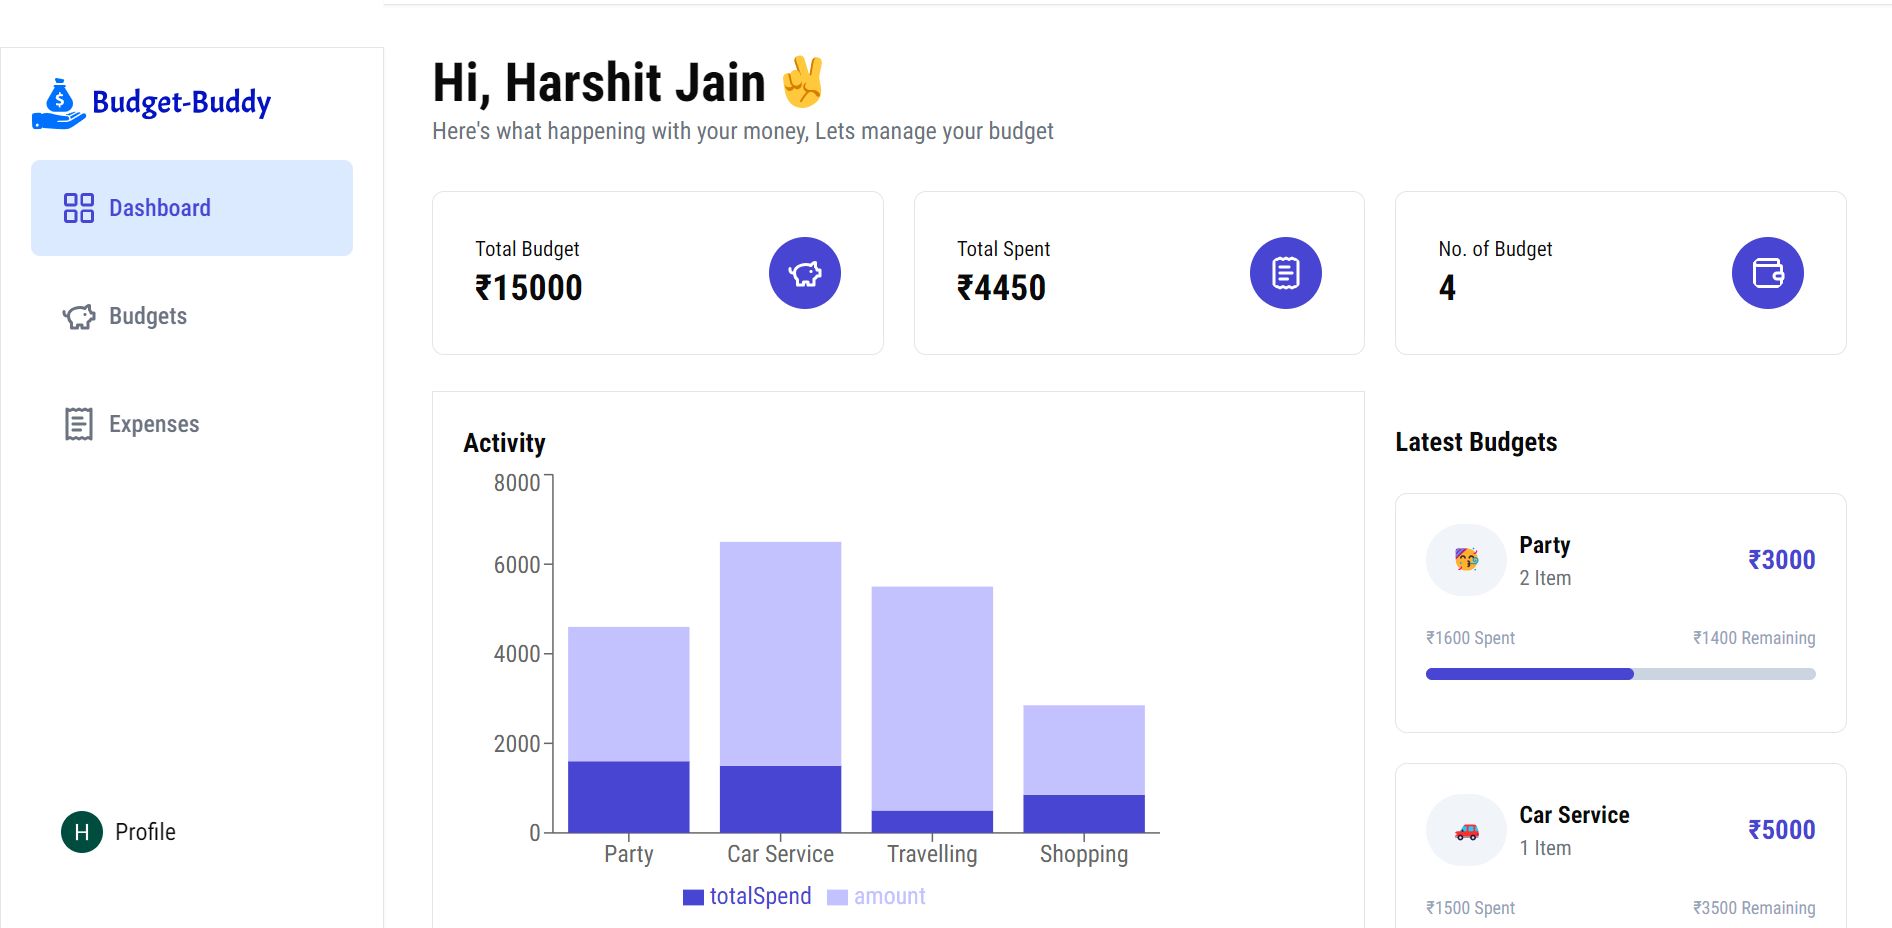 Budget-Buddy
Dashboard
Budgets
Expenses
H Profile
Hi, Harshit Jain ✌️
Here's what happening with your money, Lets manage your budget
Total Budget
₹15000
Total Spent
₹4450
No. of Budget
4
Activity
8000
6000
4000
2000
0
Party Car Service Travelling Shopping
totalSpend amount
Latest Budgets
Party
2 Item
₹3000
₹1600 Spent ₹1400 Remaining
Car Service
1 Item
₹5000
₹1500 Spent ₹3500 Remaining